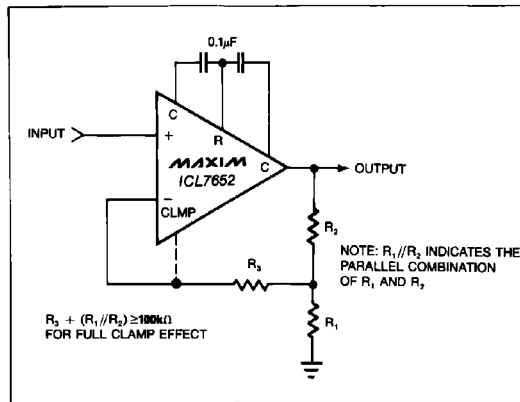 0.1μF
C
R
INPUT
+
MAXIM
ICL7652
C
OUTPUT
−
CLMP
R₂
R₃
NOTE: R₁//R₂ INDICATES THE
PARALLEL COMBINATION
OF R₁ AND R₂
R₁
R₃ + (R₁//R₂) ≥100kΩ
FOR FULL CLAMP EFFECT